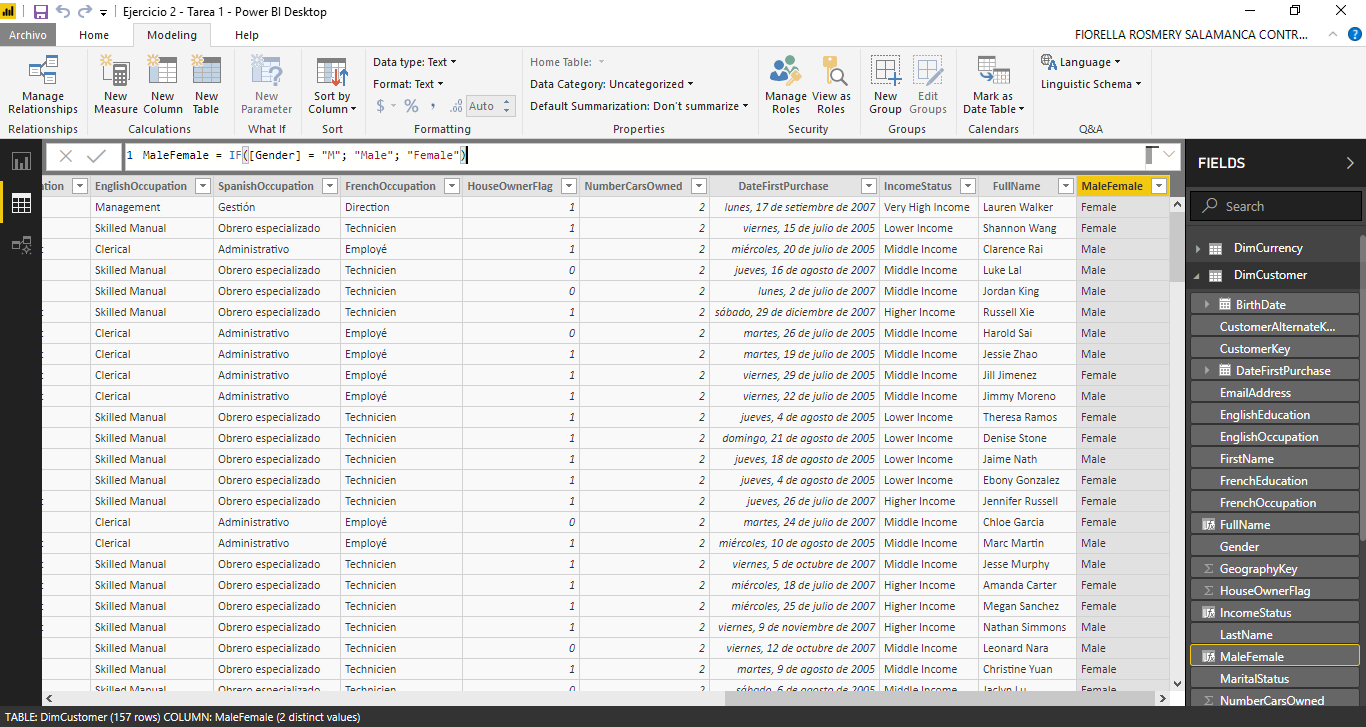 Ejercicio 2 - Tarea 1 - Power BI Desktop
Archivo Home Modeling Help FIORELLA ROSMERY SALAMANCA CONTR...
Manage Relationships
Relationships
New Measure
New Column
New Table
Calculations
New Parameter
What If
Sort by Column
Sort
Data type: Text
Format: Text
$ % , .00 Auto
Formatting
Home Table:
Data Category: Uncategorized
Default Summarization: Don't summarize
Properties
Manage Roles
View as Roles
Security
New Group
Edit Groups
Groups
Mark as Date Table
Calendars
Language
Linguistic Schema
Q&A
1 MaleFemale = IF([Gender] = "M"; "Male"; "Female")
tion EnglishOccupation SpanishOccupation FrenchOccupation HouseOwnerFlag NumberCarsOwned DateFirstPurchase IncomeStatus FullName MaleFemale
Management Gestión Direction 1 2 lunes, 17 de setiembre de 2007 Very High Income Lauren Walker Female
Skilled Manual Obrero especializado Technicien 1 2 viernes, 15 de julio de 2005 Lower Income Shannon Wang Female
Clerical Administrativo Employé 1 2 miércoles, 20 de julio de 2005 Middle Income Clarence Rai Male
Skilled Manual Obrero especializado Technicien 0 2 jueves, 16 de agosto de 2007 Middle Income Luke Lal Male
Skilled Manual Obrero especializado Technicien 0 2 lunes, 2 de julio de 2007 Middle Income Jordan King Male
Skilled Manual Obrero especializado Technicien 1 2 sábado, 29 de diciembre de 2007 Higher Income Russell Xie Male
Clerical Administrativo Employé 0 2 martes, 26 de julio de 2005 Middle Income Harold Sai Male
Clerical Administrativo Employé 1 2 martes, 19 de julio de 2005 Middle Income Jessie Zhao Male
Clerical Administrativo Employé 1 2 viernes, 29 de julio de 2005 Middle Income Jill Jimenez Female
Clerical Administrativo Employé 1 2 viernes, 22 de julio de 2005 Middle Income Jimmy Moreno Male
Skilled Manual Obrero especializado Technicien 1 2 jueves, 4 de agosto de 2005 Lower Income Theresa Ramos Female
Skilled Manual Obrero especializado Technicien 1 2 domingo, 21 de agosto de 2005 Lower Income Denise Stone Female
Skilled Manual Obrero especializado Technicien 1 2 jueves, 18 de agosto de 2005 Lower Income Jaime Nath Male
Skilled Manual Obrero especializado Technicien 1 2 jueves, 4 de agosto de 2005 Lower Income Ebony Gonzalez Female
Skilled Manual Obrero especializado Technicien 1 2 jueves, 26 de julio de 2007 Higher Income Jennifer Russell Female
Clerical Administrativo Employé 0 2 martes, 24 de julio de 2007 Middle Income Chloe Garcia Female
Clerical Administrativo Employé 1 2 miércoles, 10 de agosto de 2005 Middle Income Marc Martin Male
Skilled Manual Obrero especializado Technicien 1 2 viernes, 5 de octubre de 2007 Middle Income Jesse Murphy Male
Skilled Manual Obrero especializado Technicien 1 2 miércoles, 18 de julio de 2007 Higher Income Amanda Carter Female
Skilled Manual Obrero especializado Technicien 1 2 miércoles, 25 de julio de 2007 Higher Income Megan Sanchez Female
Skilled Manual Obrero especializado Technicien 1 2 viernes, 9 de noviembre de 2007 Higher Income Nathan Simmons Male
Skilled Manual Obrero especializado Technicien 0 2 viernes, 12 de octubre de 2007 Middle Income Leonard Nara Male
Skilled Manual Obrero especializado Technicien 1 2 martes, 9 de agosto de 2005 Middle Income Christine Yuan Female
Skilled Manual Obrero especializado Technicien 0 2 sábado, 6 de agosto de 2005 Middle Income Jaclyn Lu Female
FIELDS
Search
DimCurrency
DimCustomer
BirthDate
CustomerAlternateK...
CustomerKey
DateFirstPurchase
EmailAddress
EnglishEducation
EnglishOccupation
FirstName
FrenchEducation
FrenchOccupation
FullName
Gender
GeographyKey
HouseOwnerFlag
IncomeStatus
LastName
MaleFemale
MaritalStatus
NumberCarsOwned
TABLE: DimCustomer (157 rows) COLUMN: MaleFemale (2 distinct values)